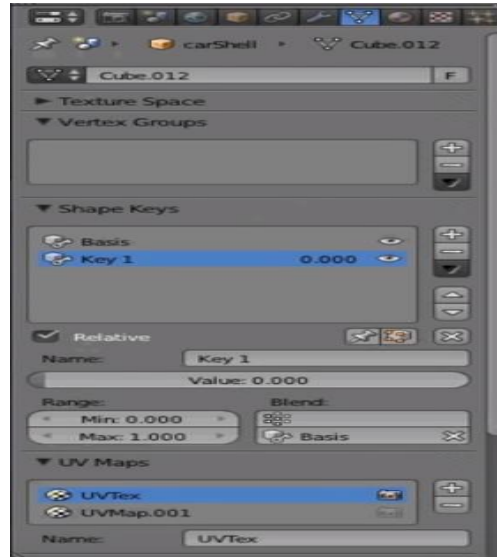 carShell Cube.012
Cube.012 F
Texture Space
Vertex Groups
Shape Keys
Basis
Key 1 0.000
Relative
Name: Key 1
Value: 0.000
Range: Blend:
Min: 0.000
Max: 1.000 Basis
UV Maps
UVTex
UVMap.001
Name: UVTex